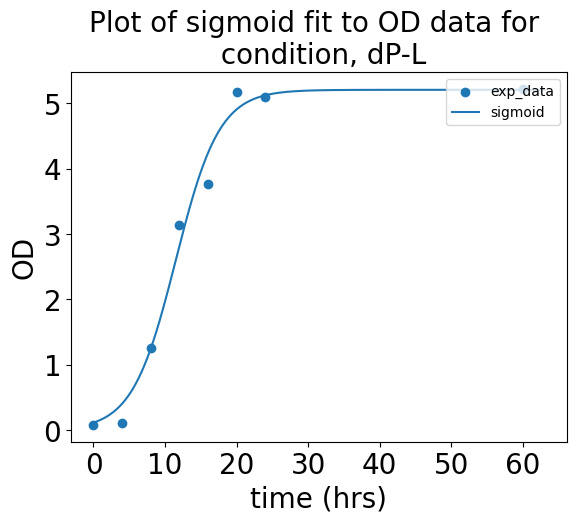 Plot of sigmoid fit to OD data for
condition, dP-L
exp_data
sigmoid
5
4
3
2
1
0
OD
0 10 20 30 40 50 60
time (hrs)